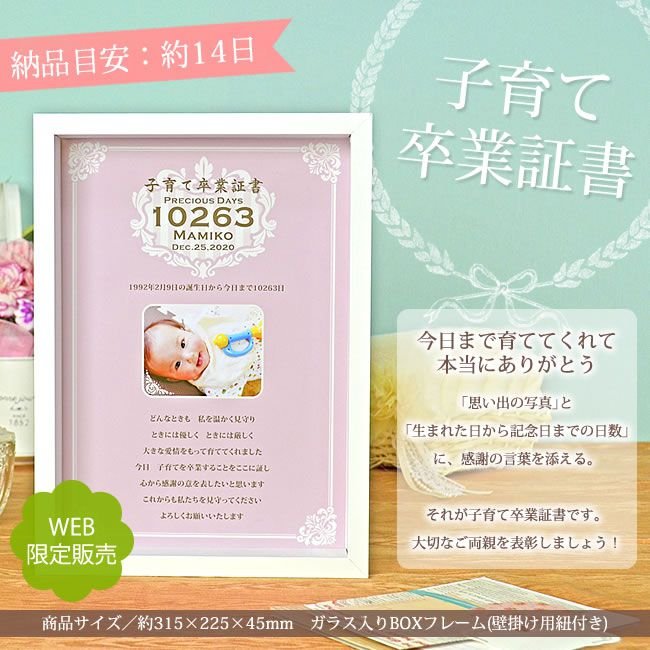 納品目安：約14日
子育て
卒業証書
子育て卒業証書
PRECIOUS DAYS
10263
MAMIKO
DEC.25,2020
1992年2月9日の誕生日から今日まで10263日
どんなときも　私を温かく見守り
ときには優しく　ときには厳しく
大きな愛情をもって育ててくれました
今日　子育てを卒業することをここに証し
心から感謝の意を表したいと思います
これからも私たちを見守ってください
よろしくお願いいたします
今日まで育ててくれて
本当にありがとう
「思い出の写真」と
「生まれた日から記念日までの日数」
に、感謝の言葉を添える。
それが子育て卒業証書です。
大切なご両親を表彰しましょう！
WEB
限定販売
商品サイズ／約315×225×45mm　ガラス入りBOXフレーム(壁掛け用紐付き)